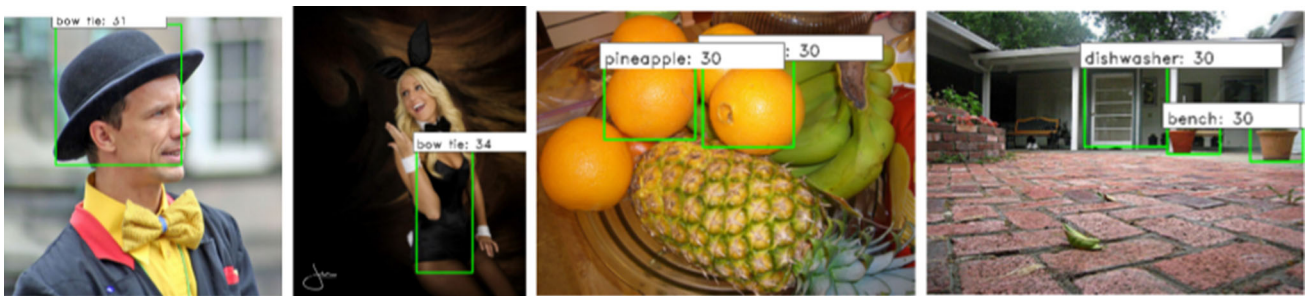 bow tie: 31
bow tie: 34
pineapple: 30
: 30
dishwasher: 30
bench: 30